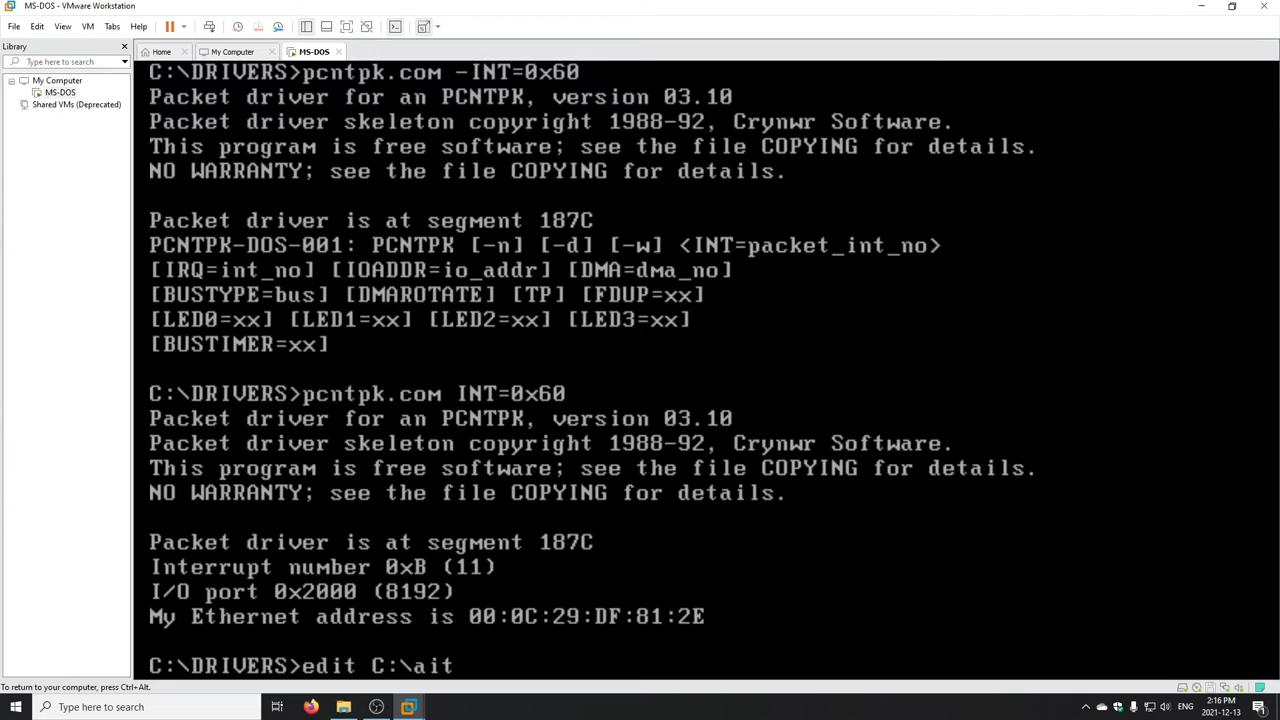 MS-DOS - VMware Workstation
File Edit View VM Tabs Help
Library
Type here to search
My Computer
MS-DOS
Shared VMs (Deprecated)
Home My Computer MS-DOS
C:\DRIVERS>pcntpk.com -INT=0x60
Packet driver for an PCNTPK, version 03.10
Packet driver skeleton copyright 1988-92, Crynwr Software.
This program is free software; see the file COPYING for details.
NO WARRANTY; see the file COPYING for details.
Packet driver is at segment 187C
PCNTPK-DOS-001: PCNTPK [-n] [-d] [-w] <INT=packet_int_no>
[IRQ=int_no] [IOADDR=io_addr] [DMA=dma_no]
[BUSTYPE=bus] [DMAROTATE] [TP] [FDUP=xx]
[LED0=xx] [LED1=xx] [LED2=xx] [LED3=xx]
[BUSTIMER=xx]
C:\DRIVERS>pcntpk.com INT=0x60
Packet driver for an PCNTPK, version 03.10
Packet driver skeleton copyright 1988-92, Crynwr Software.
This program is free software; see the file COPYING for details.
NO WARRANTY; see the file COPYING for details.
Packet driver is at segment 187C
Interrupt number 0xB (11)
I/O port 0x2000 (8192)
My Ethernet address is 00:0C:29:DF:81:2E
C:\DRIVERS>edit C:\ait
To return to your computer, press Ctrl+Alt.
Type here to search
ENG
2:16 PM
2021-12-13
1